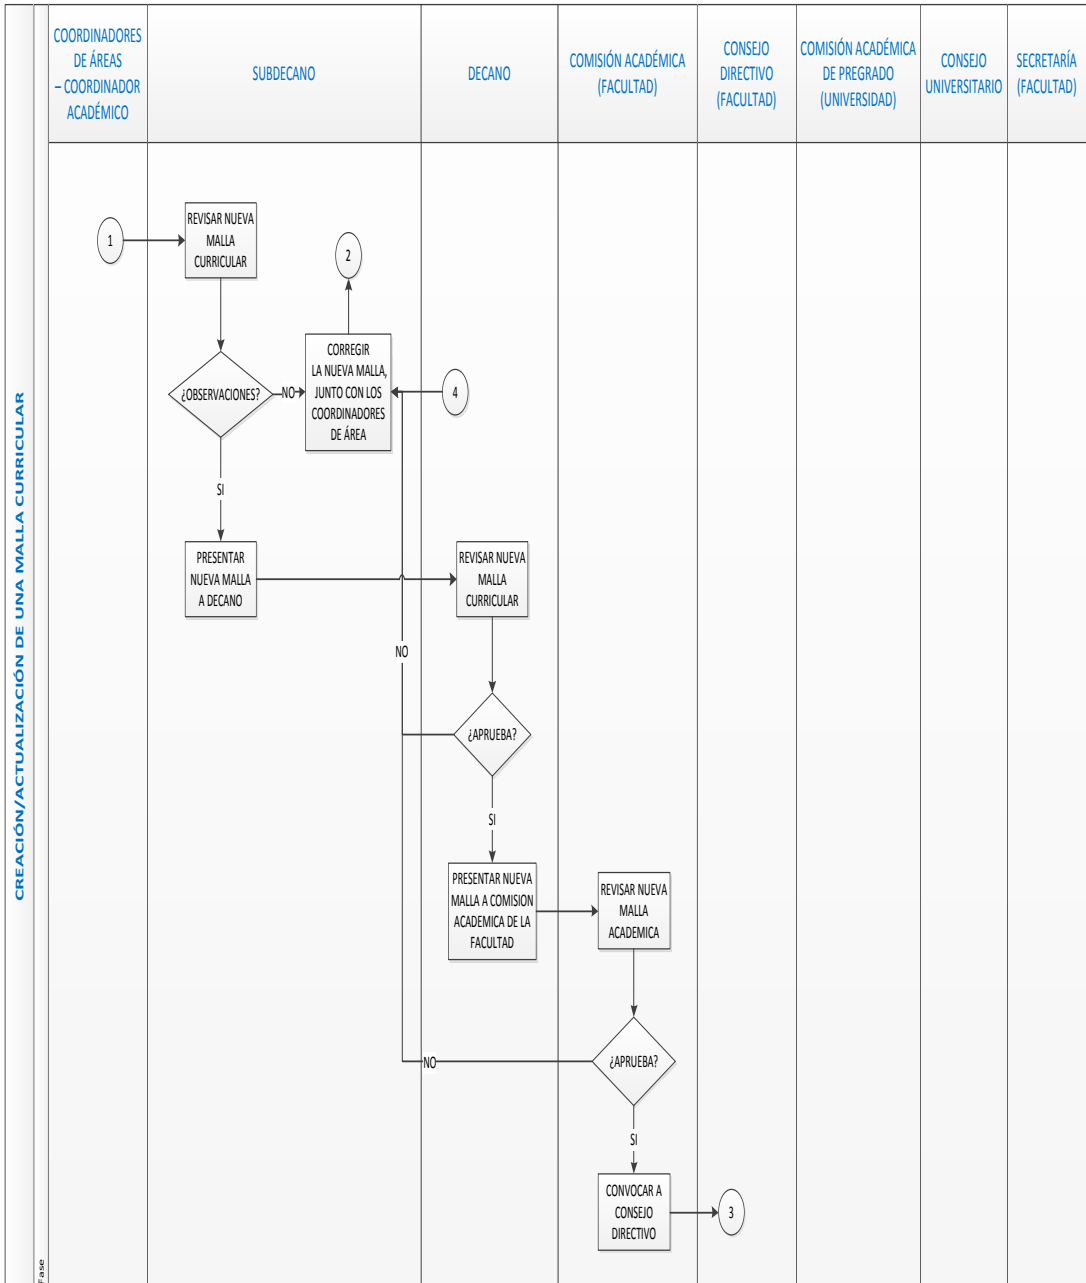 CREACIÓN/ACTUALIZACIÓN DE UNA MALLA CURRICULAR
Fase
COORDINADORES
DE ÁREAS
– COORDINADOR
ACADÉMICO
SUBDECANO
DECANO
COMISIÓN ACADÉMICA
(FACULTAD)
CONSEJO
DIRECTIVO
(FACULTAD)
COMISIÓN ACADÉMICA
DE PREGRADO
(UNIVERSIDAD)
CONSEJO
UNIVERSITARIO
SECRETARÍA
(FACULTAD)
1
REVISAR NUEVA
MALLA
CURRICULAR
2
¿OBSERVACIONES?
NO
CORREGIR
LA NUEVA MALLA,
JUNTO CON LOS
COORDINADORES
DE ÁREA
4
SI
PRESENTAR
NUEVA MALLA
A DECANO
REVISAR NUEVA
MALLA
CURRICULAR
NO
¿APRUEBA?
SI
PRESENTAR NUEVA
MALLA A COMISION
ACADEMICA DE LA
FACULTAD
REVISAR NUEVA
MALLA
ACADEMICA
NO
¿APRUEBA?
SI
CONVOCAR A
CONSEJO
DIRECTIVO
3